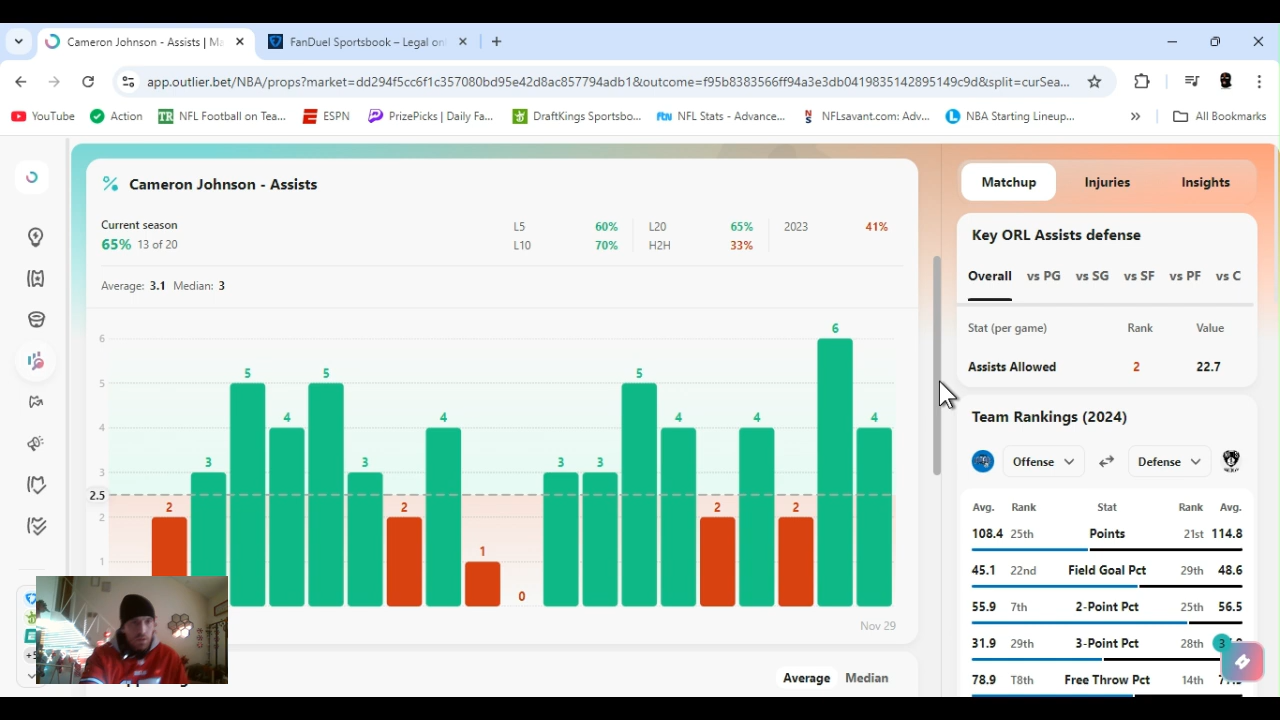 Cameron Johnson - Assists | Ma
FanDuel Sportsbook – Legal onl
app.outlier.bet/NBA/props?market=dd294f5cc6f1c357080bd95e42d8ac857794adb1&outcome=f95b8383566ff94a3e3db0419835142895149c9d&split=curSea...
YouTube Action NFL Football on Tea... ESPN PrizePicks | Daily Fa... DraftKings Sportsbo... NFL Stats - Advance... NFLsavant.com: Adv... NBA Starting Lineup... » All Bookmarks
Cameron Johnson - Assists
Current season
65% 13 of 20
L5 60% L20 65% 2023 41%
L10 70% H2H 33%
Average: 3.1 Median: 3
6
5
4
3
2.5
2
1
2 3 5 4 5 3 2 4 1 0 3 3 5 4 2 4 2 6 4
Nov 29
Average Median
Matchup Injuries Insights
Key ORL Assists defense
Overall vs PG vs SG vs SF vs PF vs C
Stat (per game) Rank Value
Assists Allowed 2 22.7
Team Rankings (2024)
Offense Defense
Avg. Rank Stat Rank Avg.
108.4 25th Points 21st 114.8
45.1 22nd Field Goal Pct 29th 48.6
55.9 7th 2-Point Pct 25th 56.5
31.9 29th 3-Point Pct 28th
78.9 T8th Free Throw Pct 14th